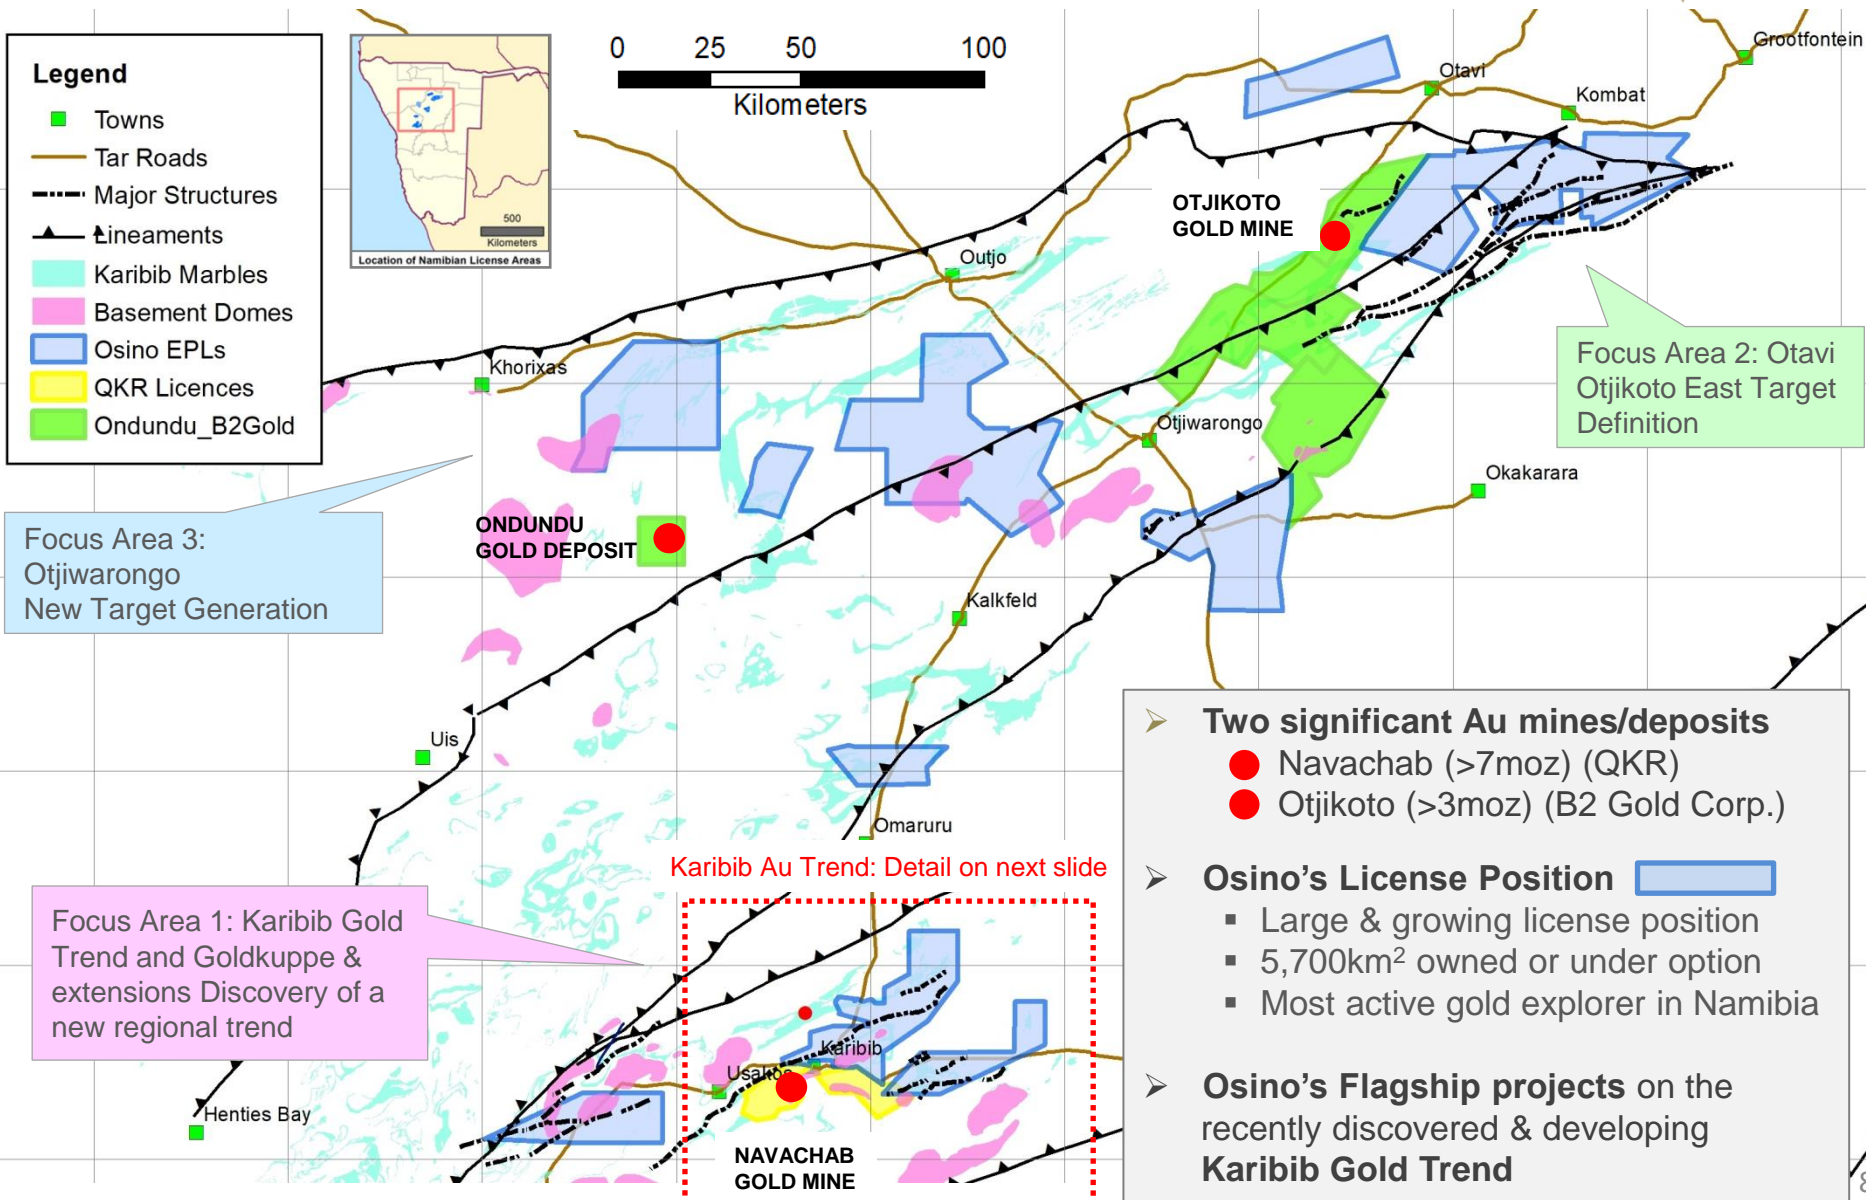 Legend
Towns
Tar Roads
Major Structures
Lineaments
Karibib Marbles
Basement Domes
Osino EPLs
QKR Licences
Ondundu_B2Gold
500
Kilometers
Location of Namibian License Areas
0 25 50 100
Kilometers
Grootfontein
Otavi
Kombat
OTJIKOTO
GOLD MINE
Outjo
Khorixas
Focus Area 2: Otavi
Otjikoto East Target
Definition
Otjiwarongo
Okakarara
ONDUNDU
GOLD DEPOSIT
Focus Area 3:
Otjiwarongo
New Target Generation
Kalkfeld
Uis
Omaruru
Karibib Au Trend: Detail on next slide
Focus Area 1: Karibib Gold
Trend and Goldkuppe &
extensions Discovery of a
new regional trend
Karibib
Usakos
Henties Bay
NAVACHAB
GOLD MINE
➢ Two significant Au mines/deposits
Navachab (>7moz) (QKR)
Otjikoto (>3moz) (B2 Gold Corp.)
➢ Osino’s License Position
▪ Large & growing license position
▪ 5,700km² owned or under option
▪ Most active gold explorer in Namibia
➢ Osino’s Flagship projects on the
recently discovered & developing
Karibib Gold Trend